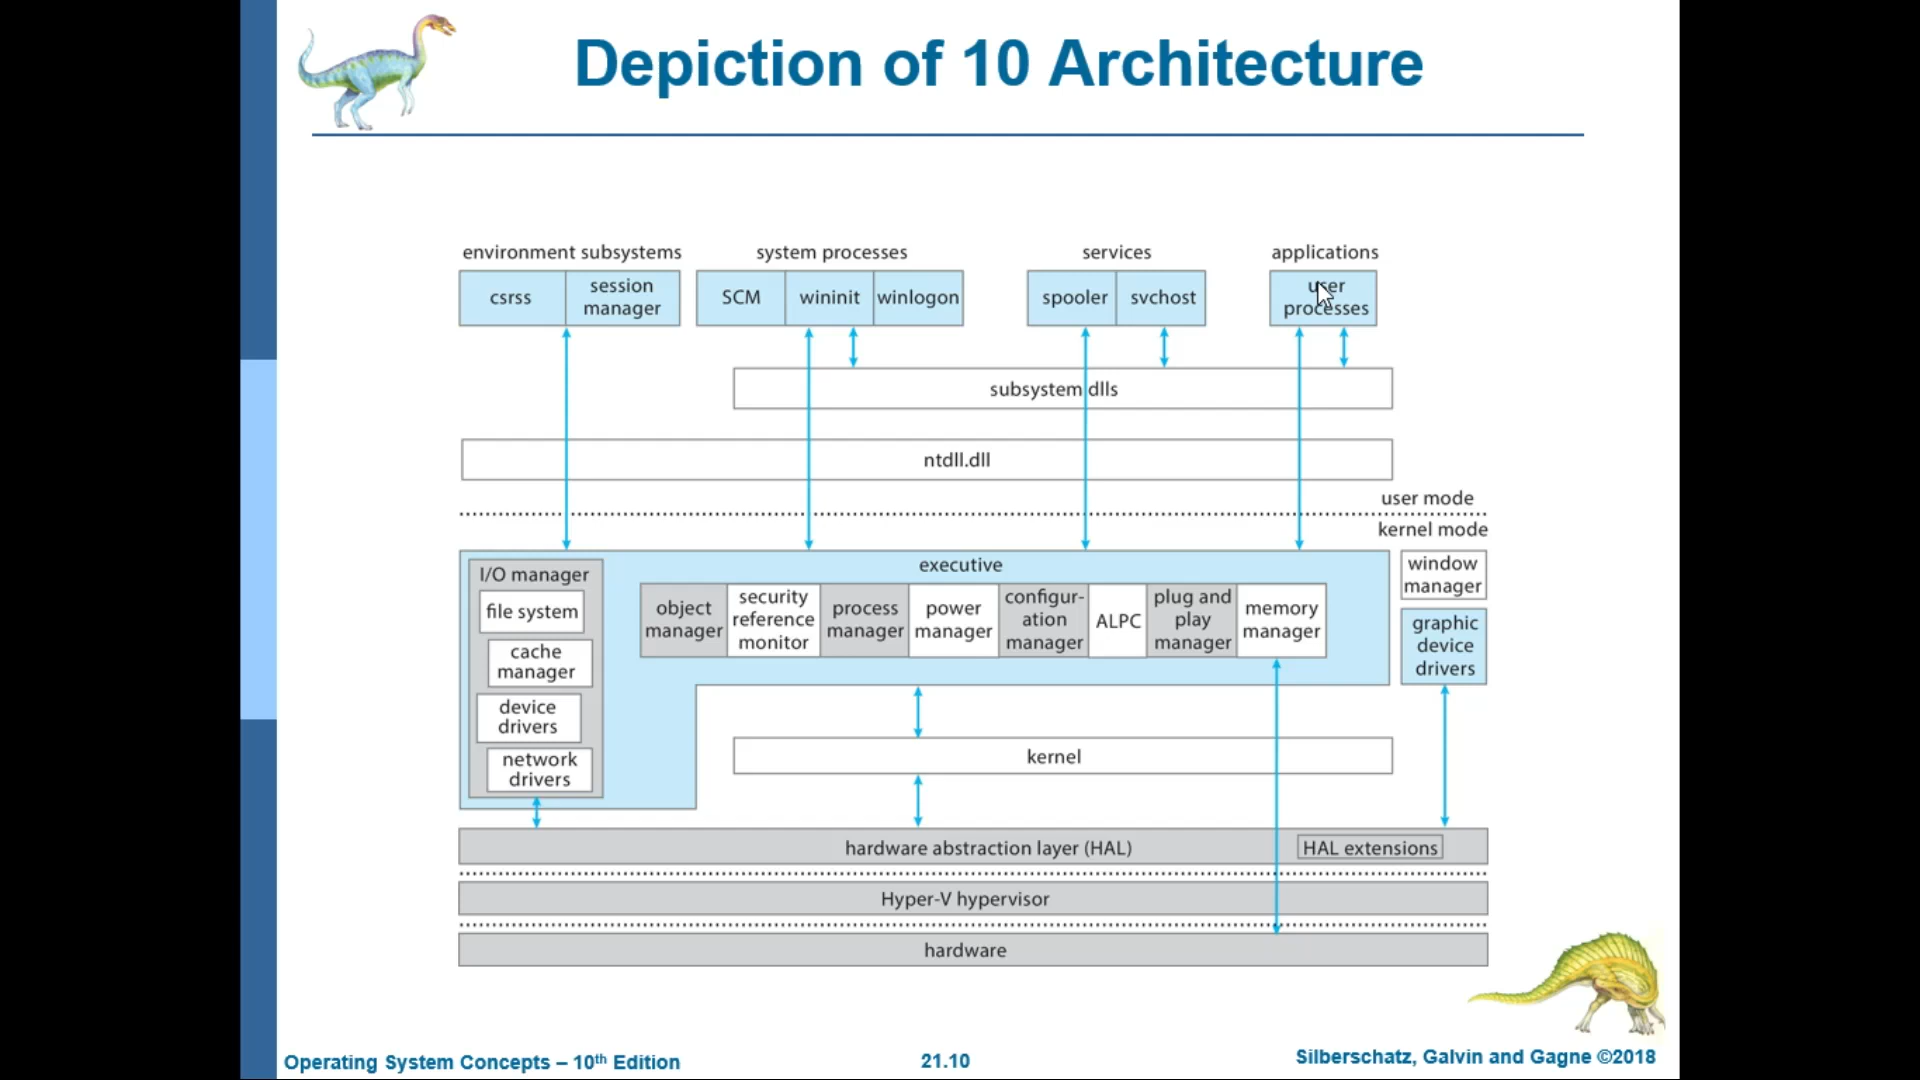 Depiction of 10 Architecture
environment subsystems
system processes
services
applications
csrss
session
manager
SCM
wininit
winlogon
spooler
svchost
user
processes
subsystem dlls
ntdll.dll
user mode
kernel mode
executive
I/O manager
file system
cache
manager
device
drivers
network
drivers
object
manager
security
reference
monitor
process
manager
power
manager
configur-
ation
manager
ALPC
plug and
play
manager
memory
manager
window
manager
graphic
device
drivers
kernel
hardware abstraction layer (HAL)
HAL extensions
Hyper-V hypervisor
hardware
Operating System Concepts – 10th Edition
21.10
Silberschatz, Galvin and Gagne ©2018